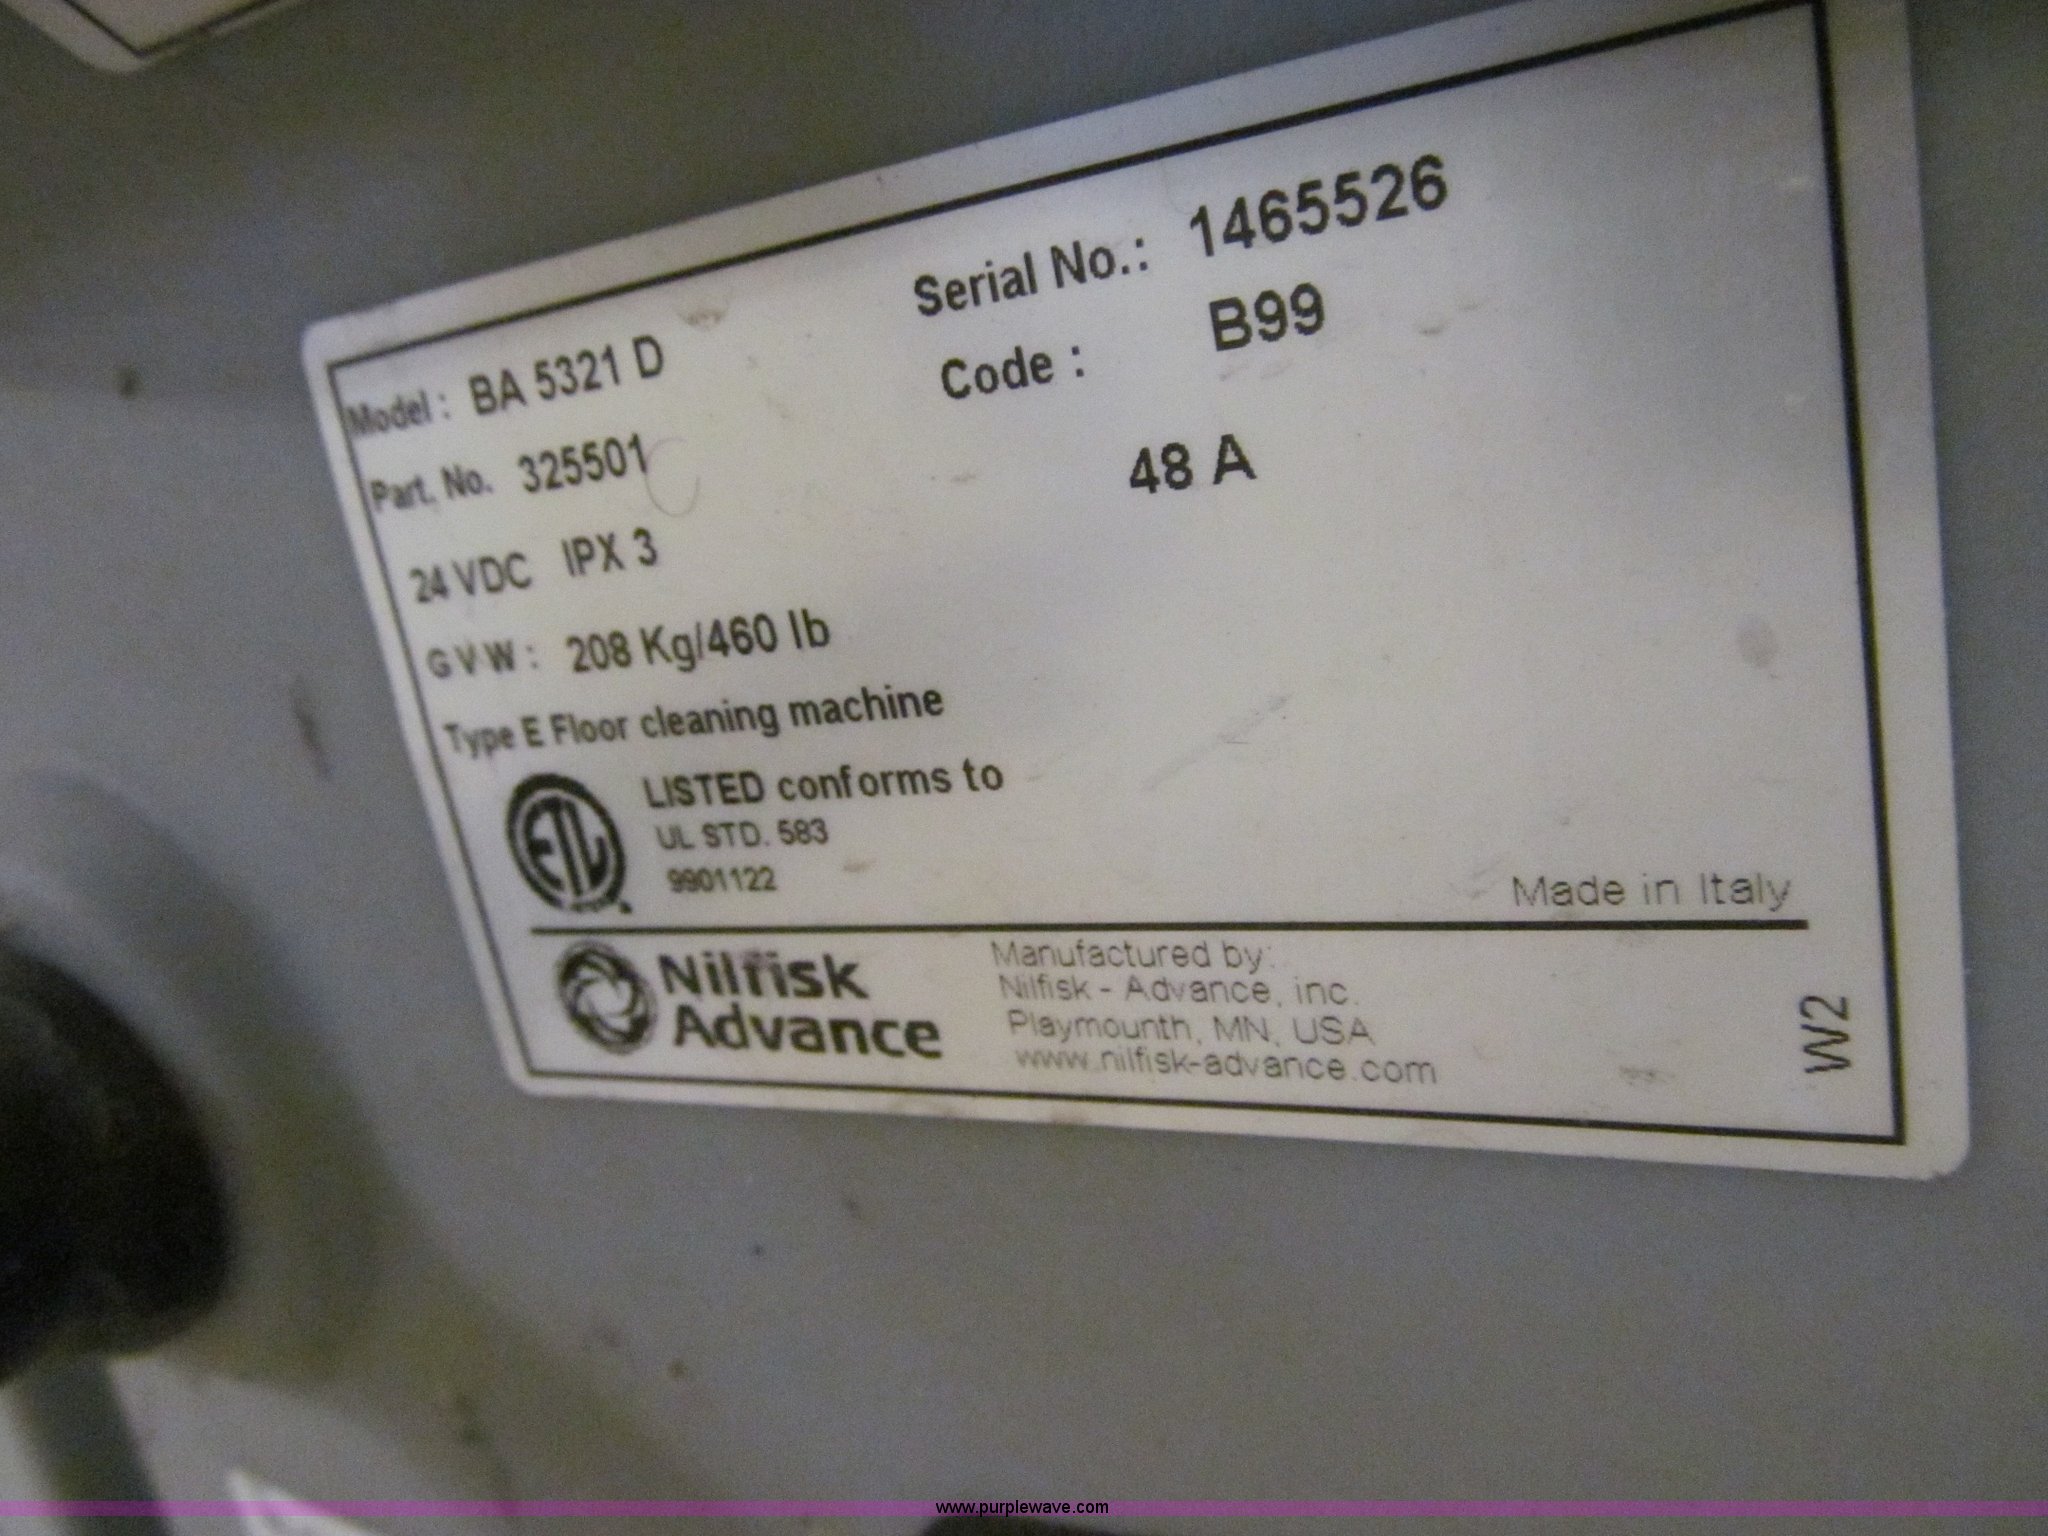 Model : BA 5321 D
Serial No.: 1465526
Part. No. 325501
Code : B99
24 VDC IPX 3
48 A
G V W : 208 Kg/460 lb
Type E Floor cleaning machine
ETL
LISTED conforms to
UL STD. 583
9901122
Made in Italy
Nilfisk
Advance
Manufactured by:
Nilfisk - Advance, inc.
Playmounth, MN, USA
www.nilfisk-advance.com
W2
www.purplewave.com